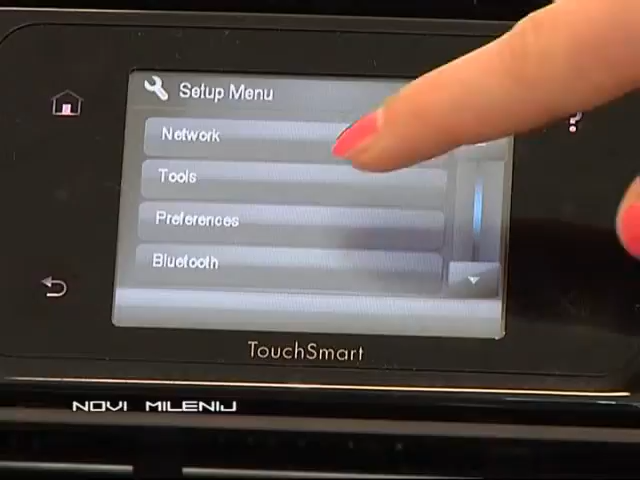 Setup Menu
Network
Tools
Preferences
Bluetooth
?
TouchSmart
NOVI MILENIJ